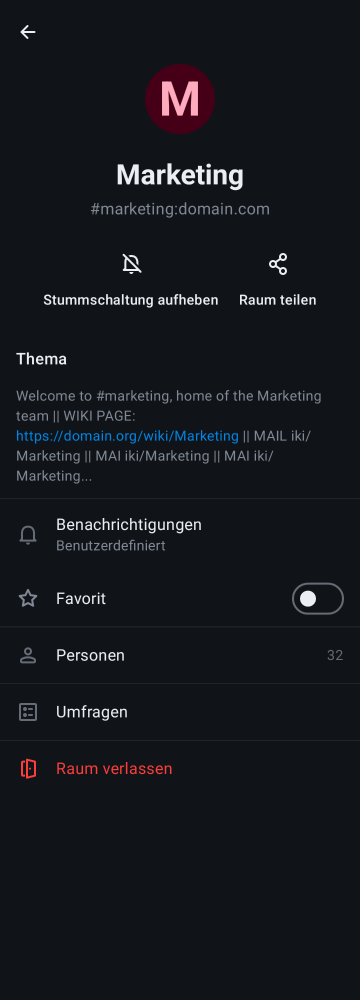 M
Marketing
#marketing:domain.com
Stummschaltung aufheben Raum teilen
Thema
Welcome to #marketing, home of the Marketing
team || WIKI PAGE:
https://domain.org/wiki/Marketing || MAIL iki/
Marketing || MAI iki/Marketing || MAI iki/
Marketing...
Benachrichtigungen
Benutzerdefiniert
Favorit
Personen 32
Umfragen
Raum verlassen